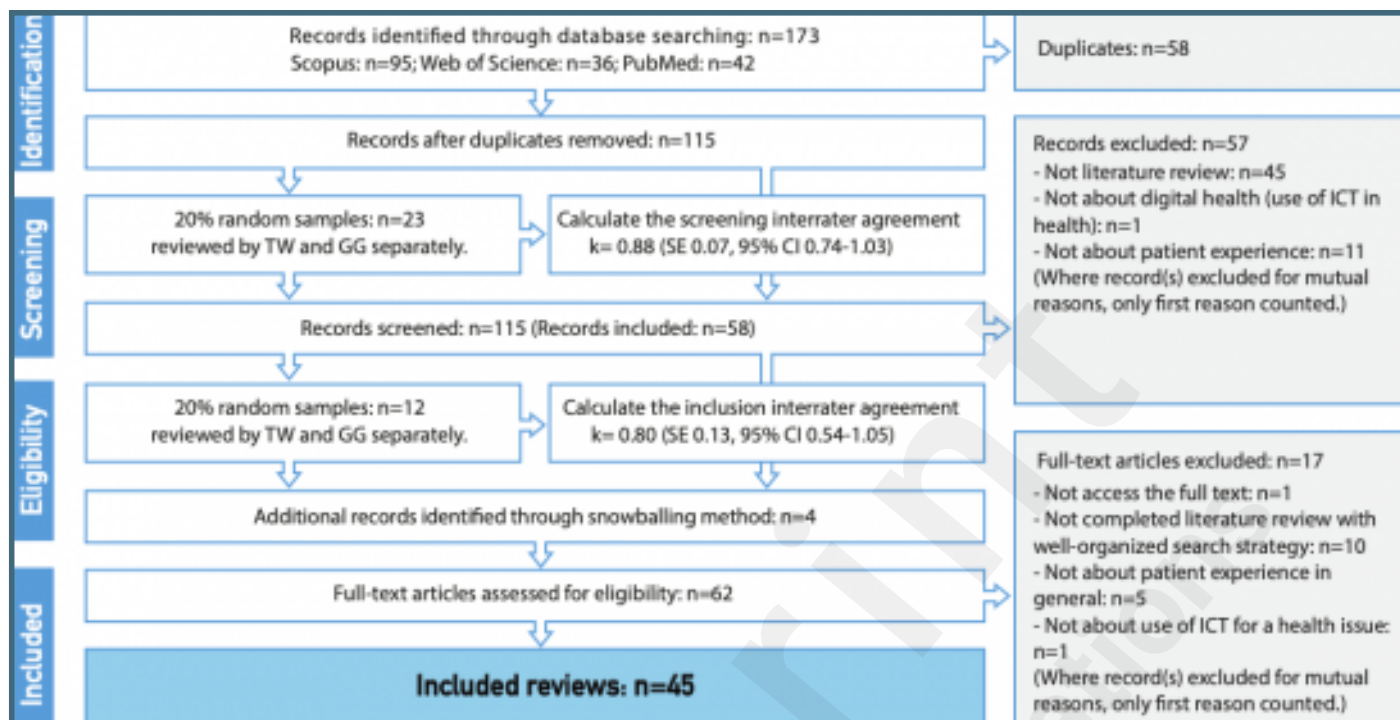 Identification
Records identified through database searching: n=173
Scopus: n=95; Web of Science: n=36; PubMed: n=42
Duplicates: n=58
Records after duplicates removed: n=115
Records excluded: n=57
- Not literature review: n=45
- Not about digital health (use of ICT in
health): n=1
- Not about patient experience: n=11
(Where record(s) excluded for mutual
reasons, only first reason counted.)
Screening
20% random samples: n=23
reviewed by TW and GG separately.
Calculate the screening interrater agreement
k= 0.88 (SE 0.07, 95% CI 0.74-1.03)
Records screened: n=115 (Records included: n=58)
Eligibility
20% random samples: n=12
reviewed by TW and GG separately.
Calculate the inclusion interrater agreement
k= 0.80 (SE 0.13, 95% CI 0.54-1.05)
Additional records identified through snowballing method: n=4
Full-text articles excluded: n=17
- Not access the full text: n=1
- Not completed literature review with
well-organized search strategy: n=10
- Not about patient experience in
general: n=5
- Not about use of ICT for a health issue:
n=1
(Where record(s) excluded for mutual
reasons, only first reason counted.)
Included
Full-text articles assessed for eligibility: n=62
Included reviews: n=45